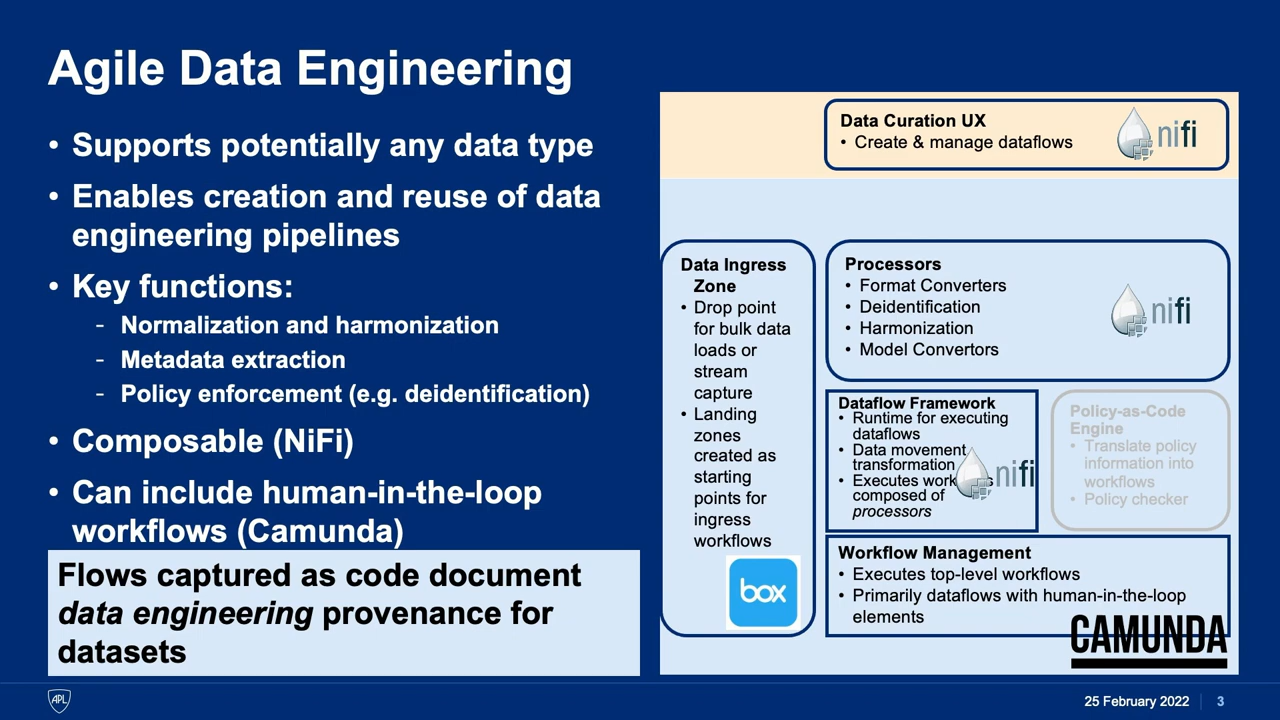 Agile Data Engineering
• Supports potentially any data type
• Enables creation and reuse of data
engineering pipelines
• Key functions:
- Normalization and harmonization
- Metadata extraction
- Policy enforcement (e.g. deidentification)
• Composable (NiFi)
• Can include human-in-the-loop
workflows (Camunda)
Flows captured as code document
data engineering provenance for
datasets
Data Curation UX
• Create & manage dataflows
nifi
Data Ingress
Zone
• Drop point
for bulk data
loads or
stream
capture
• Landing
zones
created as
starting
points for
ingress
workflows
box
Processors
• Format Converters
• Deidentification
• Harmonization
• Model Convertors
nifi
Dataflow Framework
• Runtime for executing
dataflows
• Data movement
transformation
• Executes
composed of
processors
nifi
Policy-as-Code
Engine
• Translate policy
information into
workflows
• Policy checker
Workflow Management
• Executes top-level workflows
• Primarily dataflows with human-in-the-loop
elements
CAMUNDA
APL
25 February 2022
3